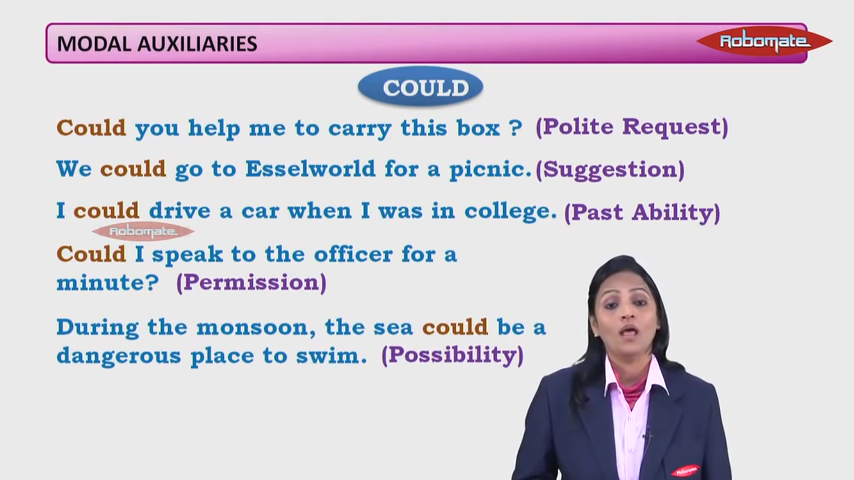 MODAL AUXILIARIES
Robomate
COULD
Could you help me to carry this box ? (Polite Request)
We could go to Esselworld for a picnic. (Suggestion)
I could drive a car when I was in college. (Past Ability)
Robomate
Could I speak to the officer for a
minute? (Permission)
During the monsoon, the sea could be a
dangerous place to swim. (Possibility)
Robomate